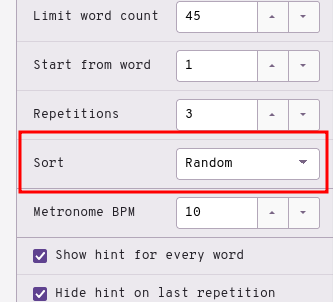 Limit word count 45
Start from word 1
Repetitions 3
Sort Random
Metronome BPM 10
Show hint for every word
Hide hint on last repetition